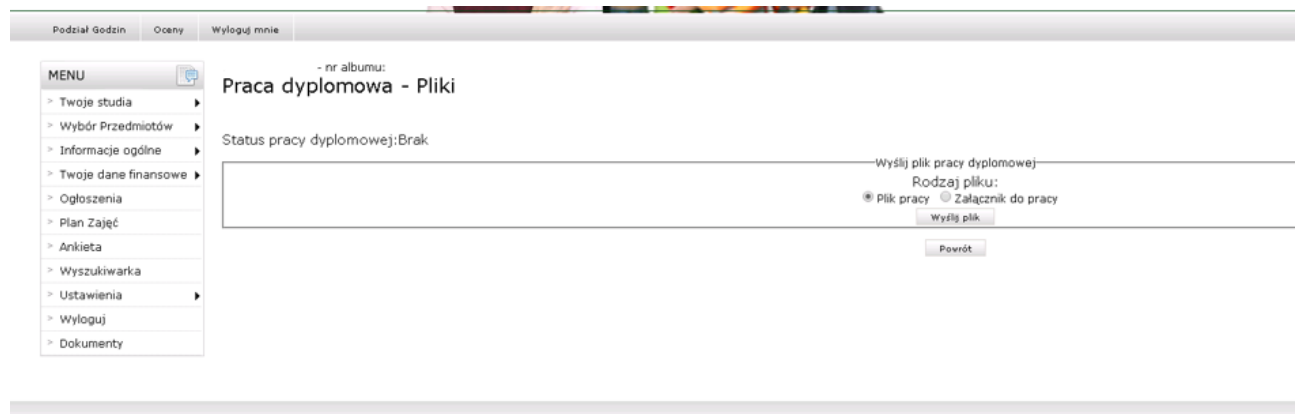 Podział Godzin Oceny Wyloguj mnie
MENU
> Twoje studia
> Wybór Przedmiotów
> Informacje ogólne
> Twoje dane finansowe
> Ogłoszenia
> Plan Zajęć
> Ankieta
> Wyszukiwarka
> Ustawienia
> Wyloguj
> Dokumenty
- nr albumu:
Praca dyplomowa - Pliki
Status pracy dyplomowej:Brak
Wyślij plik pracy dyplomowej
Rodzaj pliku:
Plik pracy Załącznik do pracy
Wyślij plik
Powrót